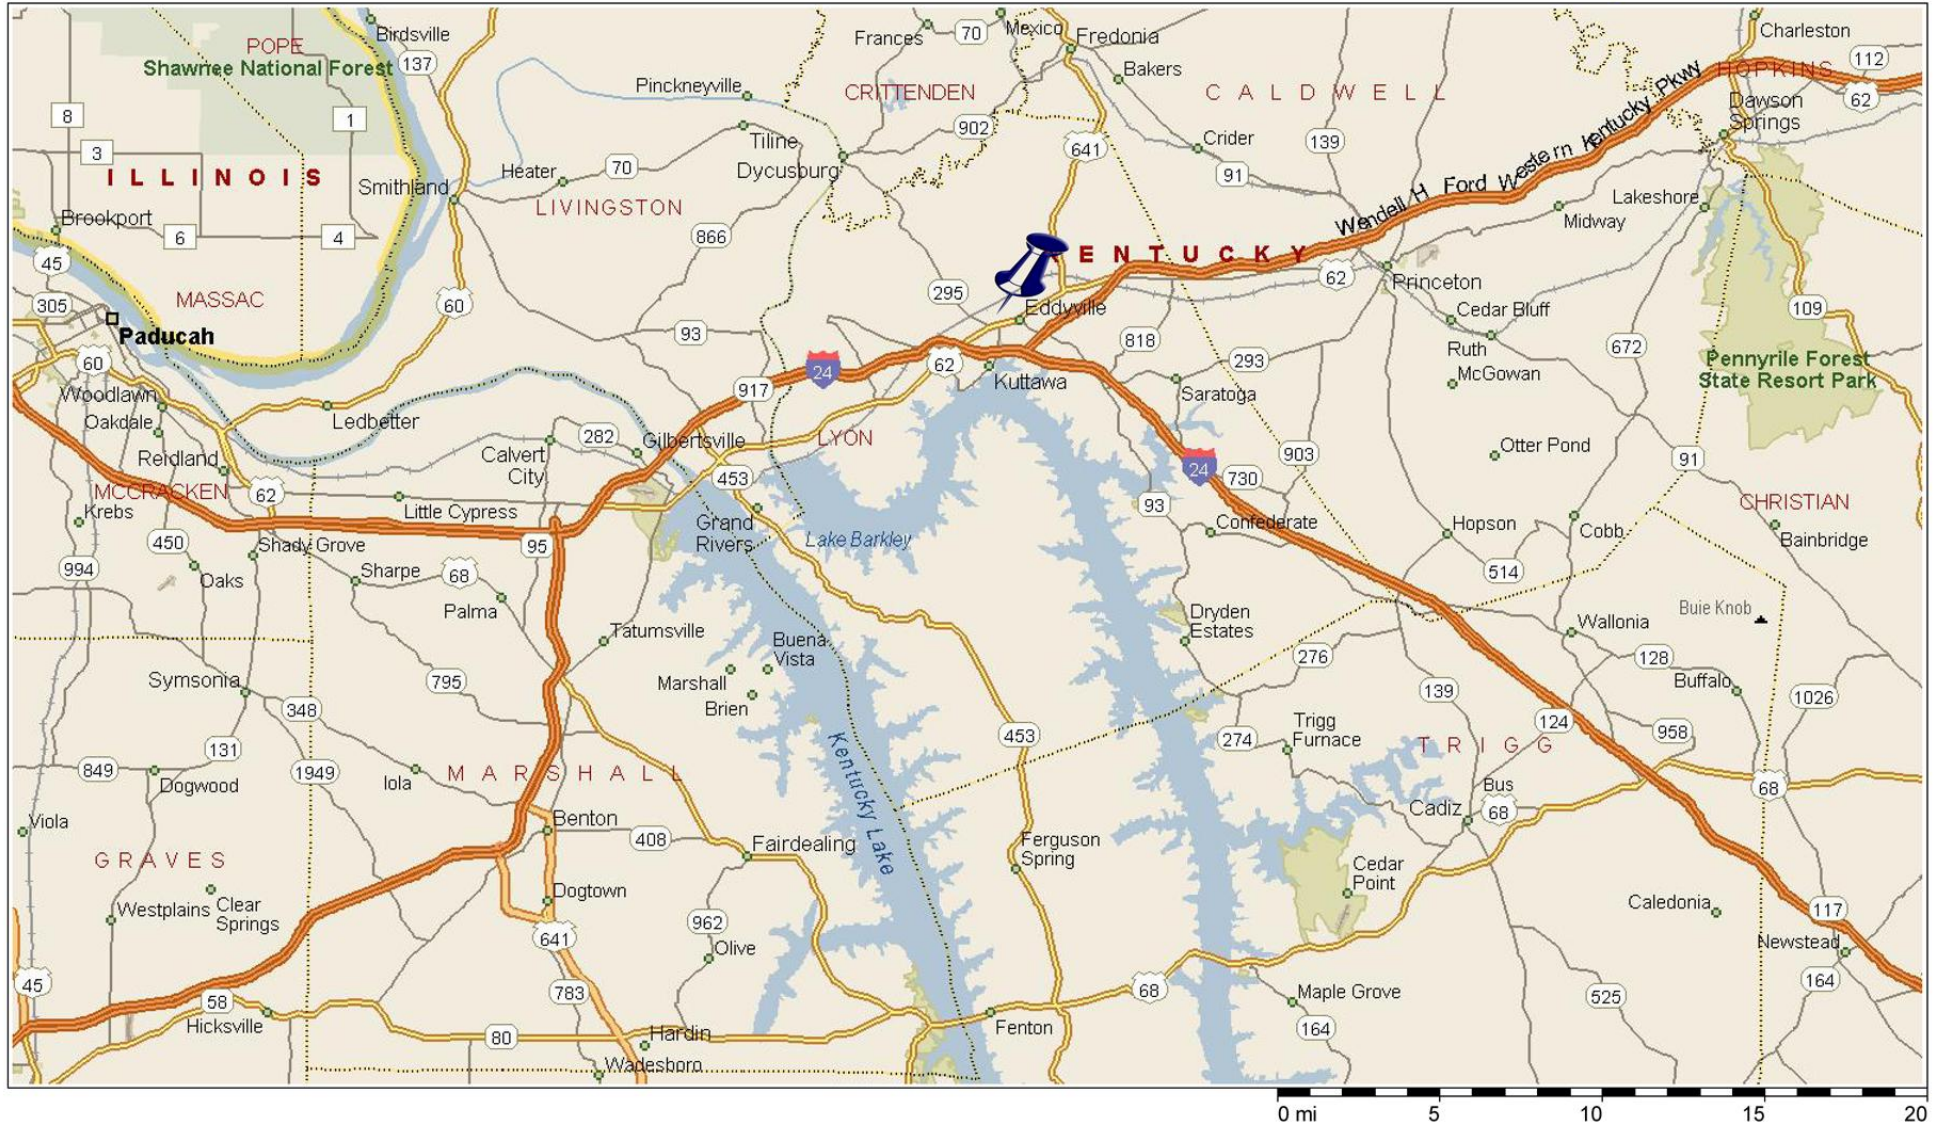 Birdsville
Frances
70
Mexico
Fredonia
Charleston
POPE
Shawnee National Forest
137
Bakers
112
HOPKINS
Pinckneyville
CRITTENDEN
CALDWELL
62
Dawson
Springs
8
1
902
Tiline
641
Crider
139
Wendell H Ford Western Kentucky Pkwy
3
Dycusburg
ILLINOIS
Heater
70
91
Smithland
Lakeshore
LIVINGSTON
Midway
Brookport
6
4
866
45
KENTUCKY
62
Princeton
MASSAC
295
305
60
Eddyville
Cedar Bluff
109
Paducah
93
818
672
Ruth
60
24
62
293
Pennyrile Forest
State Resort Park
McGowan
Kuttawa
917
Saratoga
Woodlawn
Oakdale
Ledbetter
282
Gilbertsville
LYON
Otter Pond
Reidland
Calvert
City
903
91
24
730
453
MCCRACKEN
62
Little Cypress
93
CHRISTIAN
Krebs
Grand
Rivers
Confederate
Hopson
Cobb
Bainbridge
450
Shady Grove
95
Lake Barkley
994
Oaks
Sharpe
68
514
Palma
Dryden
Estates
Buie Knob
Tatumsville
Wallonia
Buena
Vista
276
128
Symsonia
795
Marshall
Buffalo
Brien
139
1026
348
Trigg
Furnace
124
131
453
274
958
TRIGG
849
1949
Iola
MARSHALL
Kentucky Lake
Dogwood
Bus
68
68
Cadiz
Viola
Benton
408
Fairdealing
Ferguson
Spring
GRAVES
Cedar
Point
Dogtown
Westplains
Clear
Springs
962
Caledonia
117
641
Olive
Newstead
45
783
68
Maple Grove
525
164
58
Hicksville
80
Hardin
Fenton
164
Wadesboro
0 mi 5 10 15 20